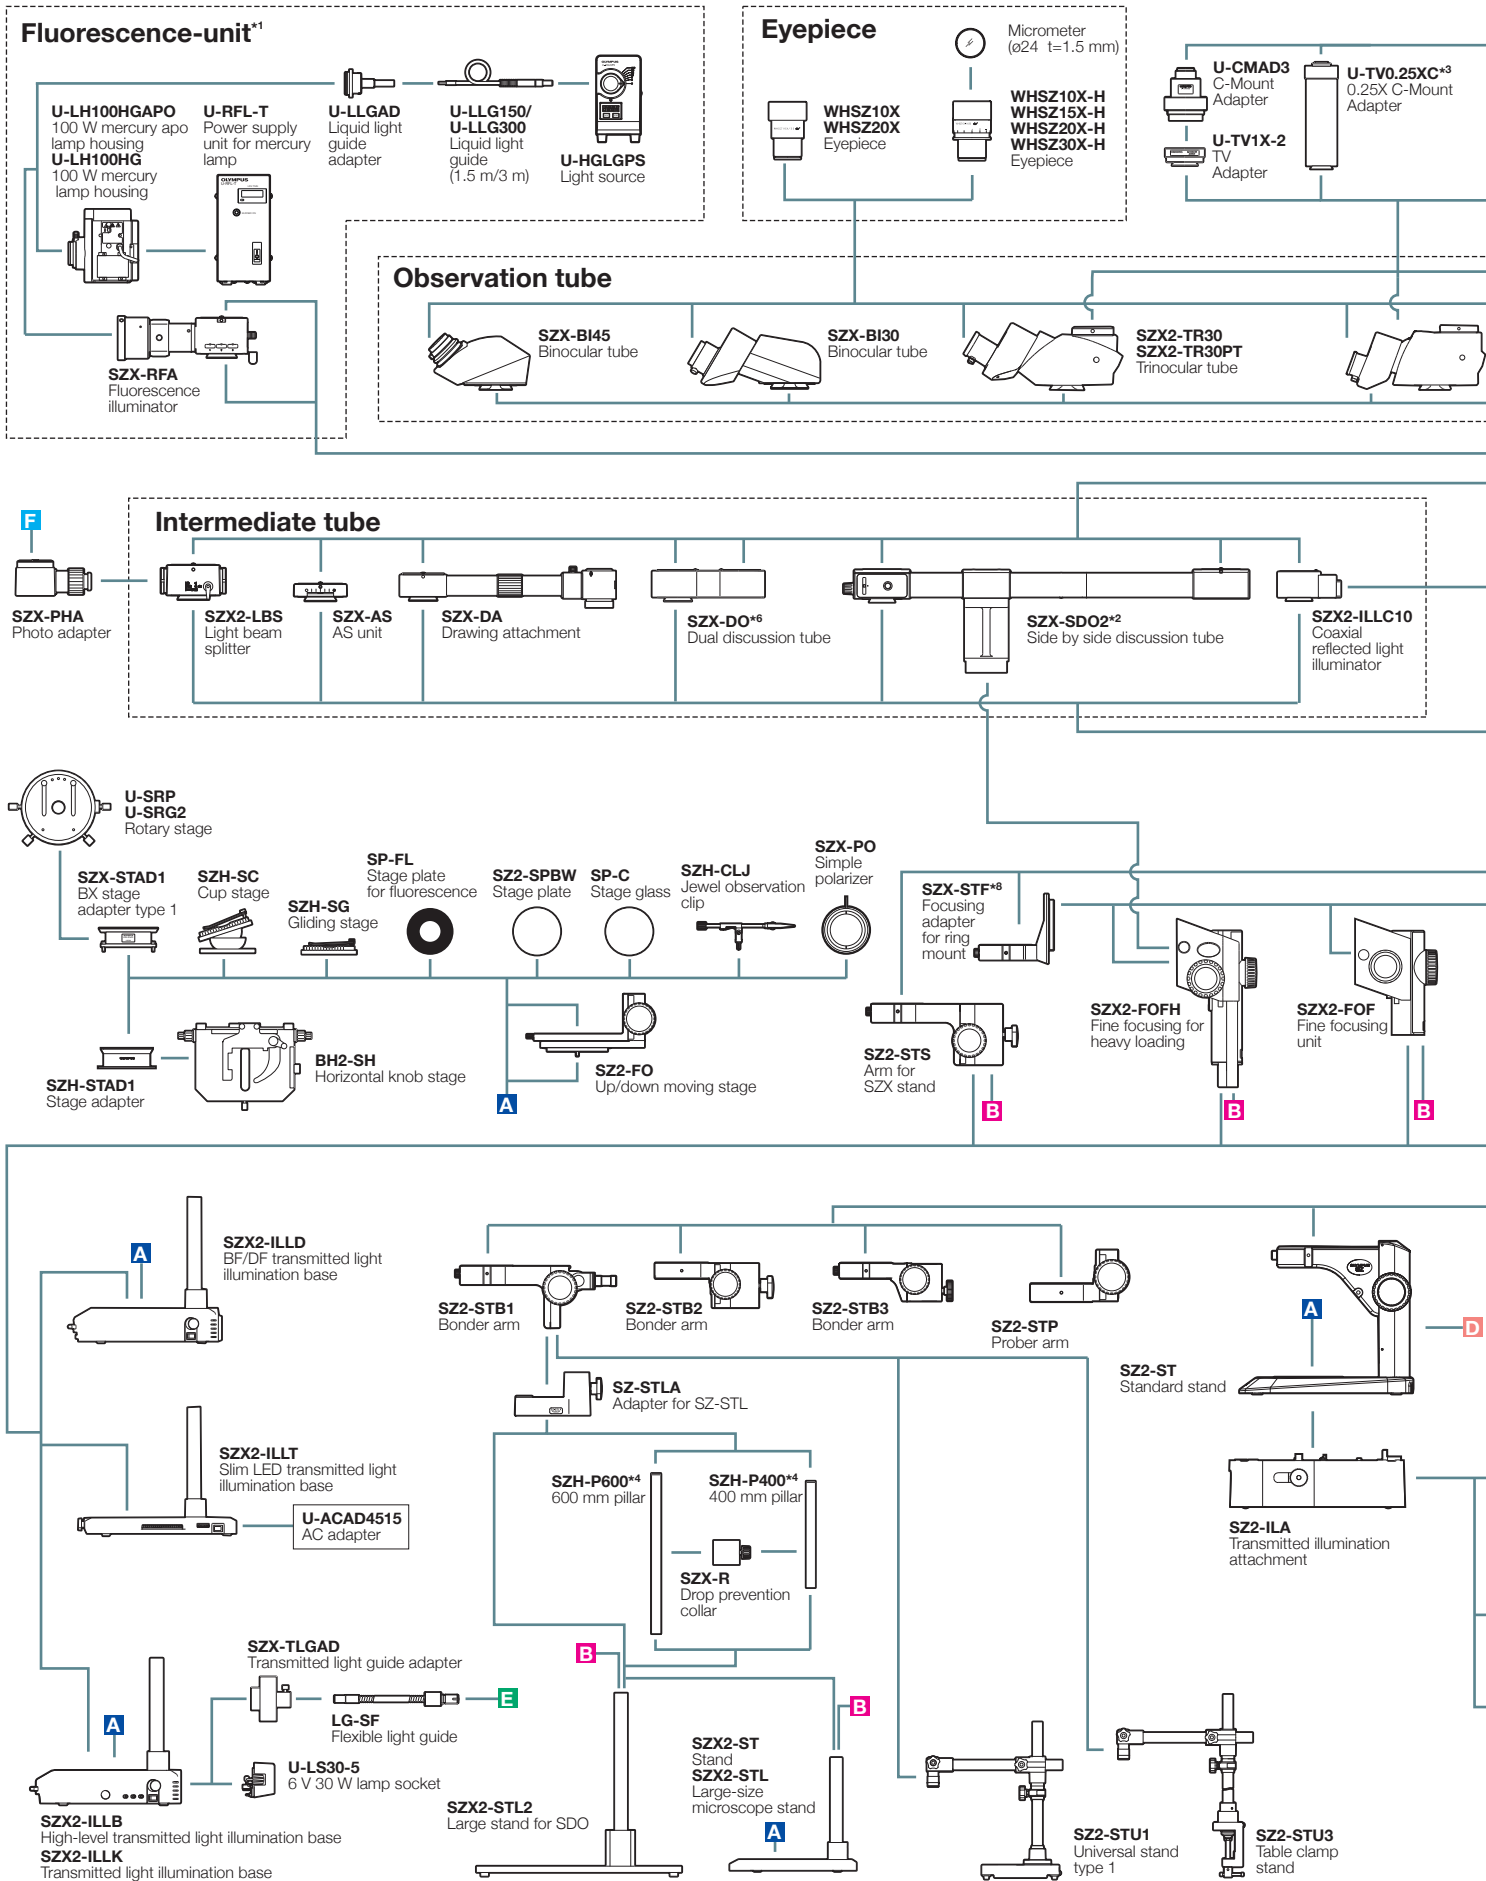 Fluorescence-unit*1
U-LH100HGAPO
100 W mercury apo
lamp housing
U-LH100HG
100 W mercury
lamp housing
U-RFL-T
Power supply
unit for mercury
lamp
U-LLGAD
Liquid light
guide
adapter
U-LLG150/
U-LLG300
Liquid light
guide
(1.5 m/3 m)
U-HGLGPS
Light source
OLYMPUS
SZX-RFA
Fluorescence
illuminator
Eyepiece
Micrometer
(ø24 t=1.5 mm)
WHSZ10X
WHSZ20X
Eyepiece
WHSZ10X-H
WHSZ15X-H
WHSZ20X-H
WHSZ30X-H
Eyepiece
U-CMAD3
C-Mount
Adapter
U-TV1X-2
TV
Adapter
U-TV0.25XC*3
0.25X C-Mount
Adapter
Observation tube
SZX-BI45
Binocular tube
SZX-BI30
Binocular tube
SZX2-TR30
SZX2-TR30PT
Trinocular tube
F
SZX-PHA
Photo adapter
Intermediate tube
SZX2-LBS
Light beam
splitter
SZX-AS
AS unit
SZX-DA
Drawing attachment
SZX-DO*6
Dual discussion tube
SZX-SDO2*2
Side by side discussion tube
SZX2-ILLC10
Coaxial
reflected light
illuminator
U-SRP
U-SRG2
Rotary stage
SZX-STAD1
BX stage
adapter type 1
SZH-SC
Cup stage
SZH-SG
Gliding stage
SP-FL
Stage plate
for fluorescence
SZ2-SPBW
Stage plate
SP-C
Stage glass
SZH-CLJ
Jewel observation
clip
SZX-PO
Simple
polarizer
SZX-STF*8
Focusing
adapter
for ring
mount
SZX2-FOFH
Fine focusing for
heavy loading
SZX2-FOF
Fine focusing
unit
SZH-STAD1
Stage adapter
BH2-SH
Horizontal knob stage
SZ2-FO
Up/down moving stage
A
SZ2-STS
Arm for
SZX stand
B
B
B
SZX2-ILLD
BF/DF transmitted light
illumination base
A
SZ2-STB1
Bonder arm
SZ2-STB2
Bonder arm
SZ2-STB3
Bonder arm
SZ2-STP
Prober arm
A
D
SZ2-ST
Standard stand
SZ-STLA
Adapter for SZ-STL
SZX2-ILLT
Slim LED transmitted light
illumination base
U-ACAD4515
AC adapter
SZH-P600*4
600 mm pillar
SZH-P400*4
400 mm pillar
SZX-R
Drop prevention
collar
SZ2-ILA
Transmitted illumination
attachment
SZX-TLGAD
Transmitted light guide adapter
LG-SF
Flexible light guide
E
A
U-LS30-5
6 V 30 W lamp socket
SZX2-ILLB
High-level transmitted light illumination base
SZX2-ILLK
Transmitted light illumination base
B
SZX2-STL2
Large stand for SDO
B
SZX2-ST
Stand
SZX2-STL
Large-size
microscope stand
A
SZ2-STU1
Universal stand
type 1
SZ2-STU3
Table clamp
stand